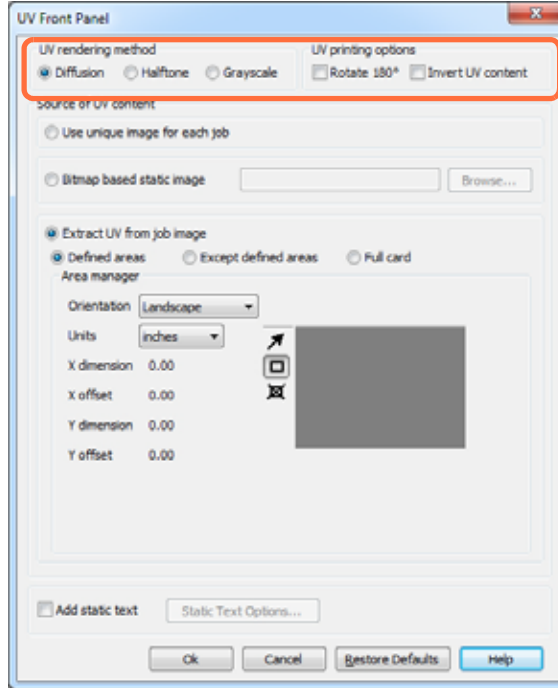 UV Front Panel
UV rendering method UV printing options
Diffusion Halftone Grayscale Rotate 180° Invert UV content
Source of UV content
Use unique image for each job
Bitmap based static image Browse...
Extract UV from job image
Defined areas Except defined areas Full card
Area manager
Orientation Landscape
Units inches
X dimension 0.00
X offset 0.00
Y dimension 0.00
Y offset 0.00
Add static text Static Text Options...
Ok Cancel Restore Defaults Help